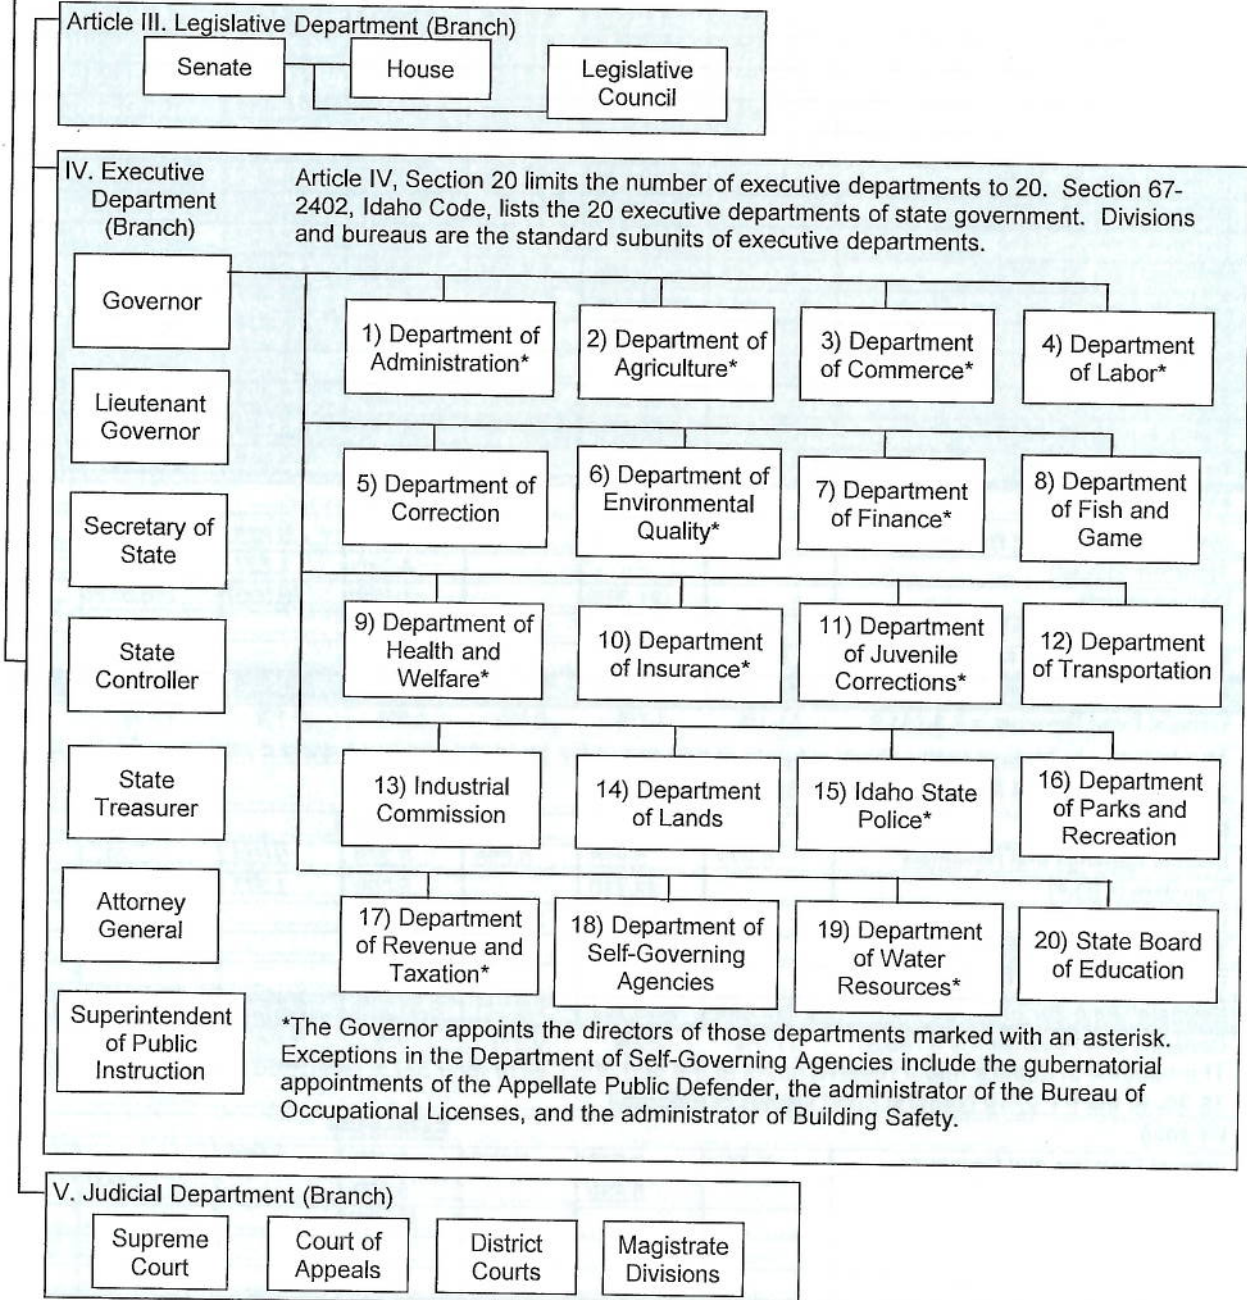 Article III. Legislative Department (Branch)
Senate
House
Legislative
Council
IV. Executive
Department
(Branch)
Article IV, Section 20 limits the number of executive departments to 20. Section 67-
2402, Idaho Code, lists the 20 executive departments of state government. Divisions
and bureaus are the standard subunits of executive departments.
Governor
Lieutenant
Governor
Secretary of
State
State
Controller
State
Treasurer
Attorney
General
Superintendent
of Public
Instruction
1) Department of
Administration*
2) Department of
Agriculture*
3) Department
of Commerce*
4) Department
of Labor*
5) Department of
Correction
6) Department of
Environmental
Quality*
7) Department
of Finance*
8) Department
of Fish and
Game
9) Department of
Health and
Welfare*
10) Department
of Insurance*
11) Department
of Juvenile
Corrections*
12) Department
of Transportation
13) Industrial
Commission
14) Department
of Lands
15) Idaho State
Police*
16) Department
of Parks and
Recreation
17) Department
of Revenue and
Taxation*
18) Department of
Self-Governing
Agencies
19) Department
of Water
Resources*
20) State Board
of Education
*The Governor appoints the directors of those departments marked with an asterisk.
Exceptions in the Department of Self-Governing Agencies include the gubernatorial
appointments of the Appellate Public Defender, the administrator of the Bureau of
Occupational Licenses, and the administrator of Building Safety.
V. Judicial Department (Branch)
Supreme
Court
Court of
Appeals
District
Courts
Magistrate
Divisions